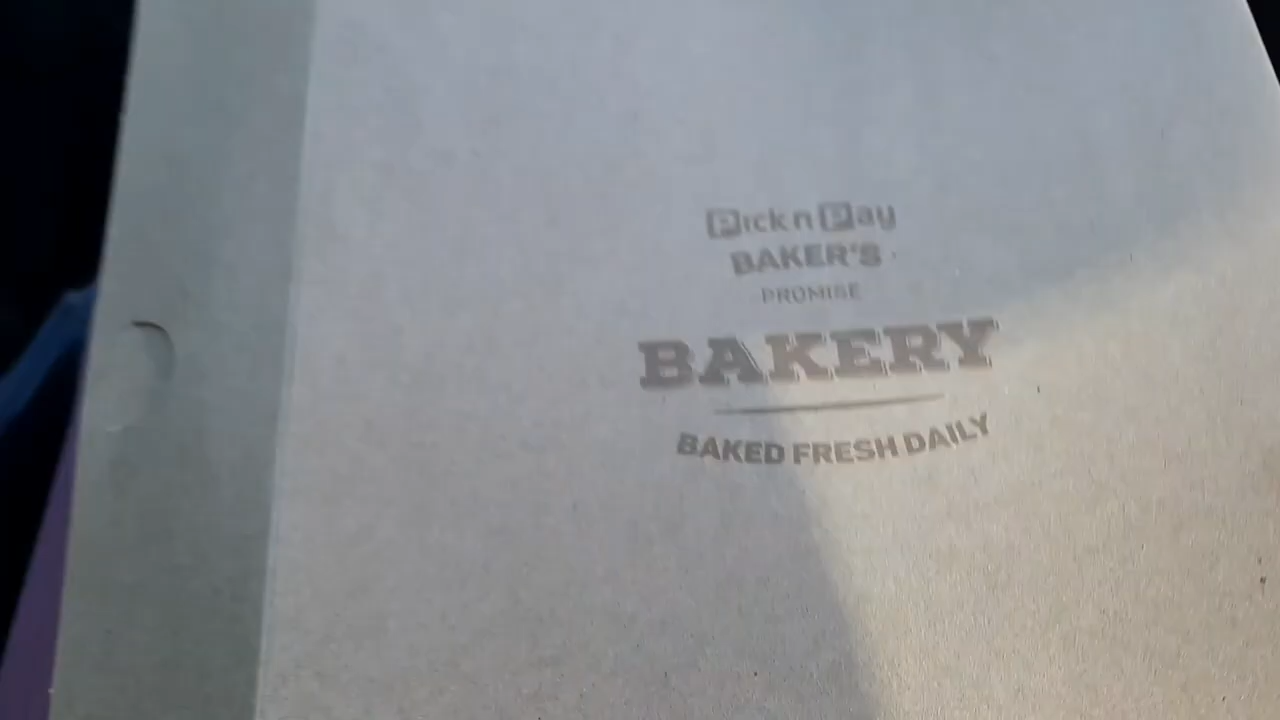 Pick n Pay
BAKER'S
PROMISE
BAKERY
BAKED FRESH DAILY